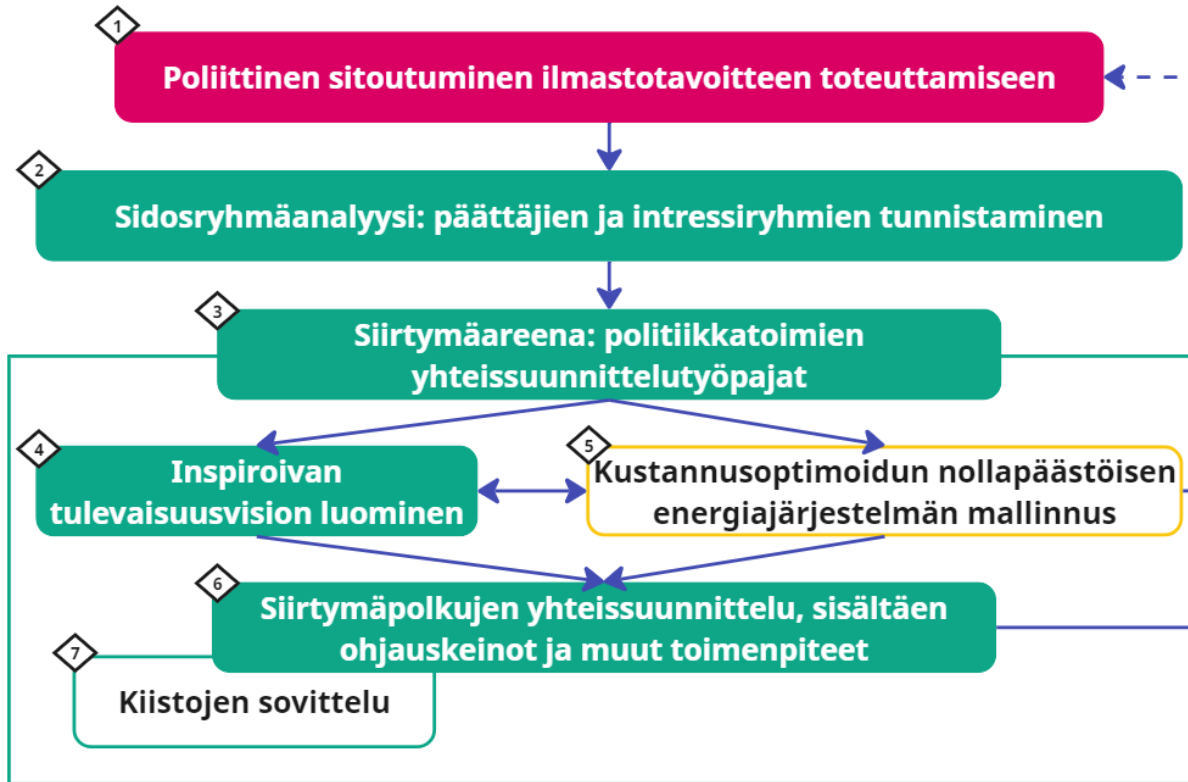 1
Poliittinen sitoutuminen ilmastotavoitteen toteuttamiseen
2
Sidosryhmäanalyysi: päättäjien ja intressiryhmien tunnistaminen
3
Siirtymäareena: politiikkatoimien
yhteissuunnittelutyöpajat
4
Inspiroivan
tulevaisuusvision luominen
5
Kustannusoptimoidun nollapäästöisen
energiajärjestelmän mallinnus
6
Siirtymäpolkujen yhteissuunnittelu, sisältäen
ohjauskeinot ja muut toimenpiteet
7
Kiistojen sovittelu